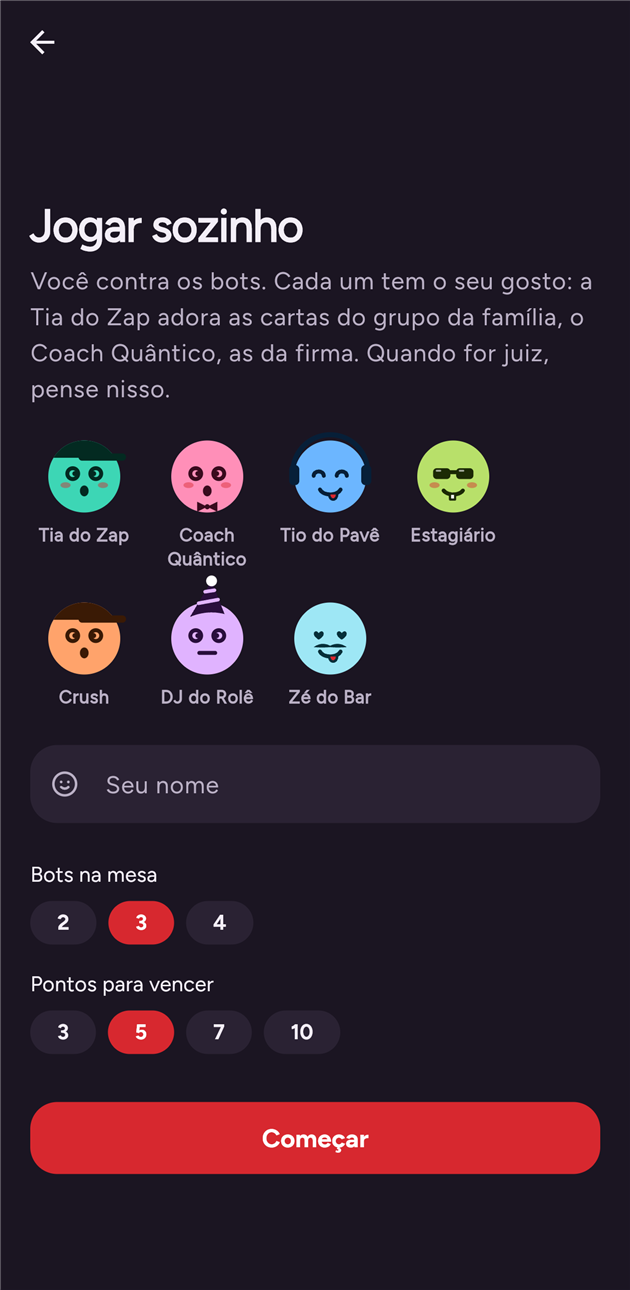 Jogar sozinho
Você contra os bots. Cada um tem o seu gosto: a
Tia do Zap adora as cartas do grupo da família, o
Coach Quântico, as da firma. Quando for juiz,
pense nisso.
Tia do Zap
Coach
Quântico
Tio do Pavê
Estagiário
Crush
DJ do Rolê
Zé do Bar
Seu nome
Bots na mesa
2 3 4
Pontos para vencer
3 5 7 10
Começar